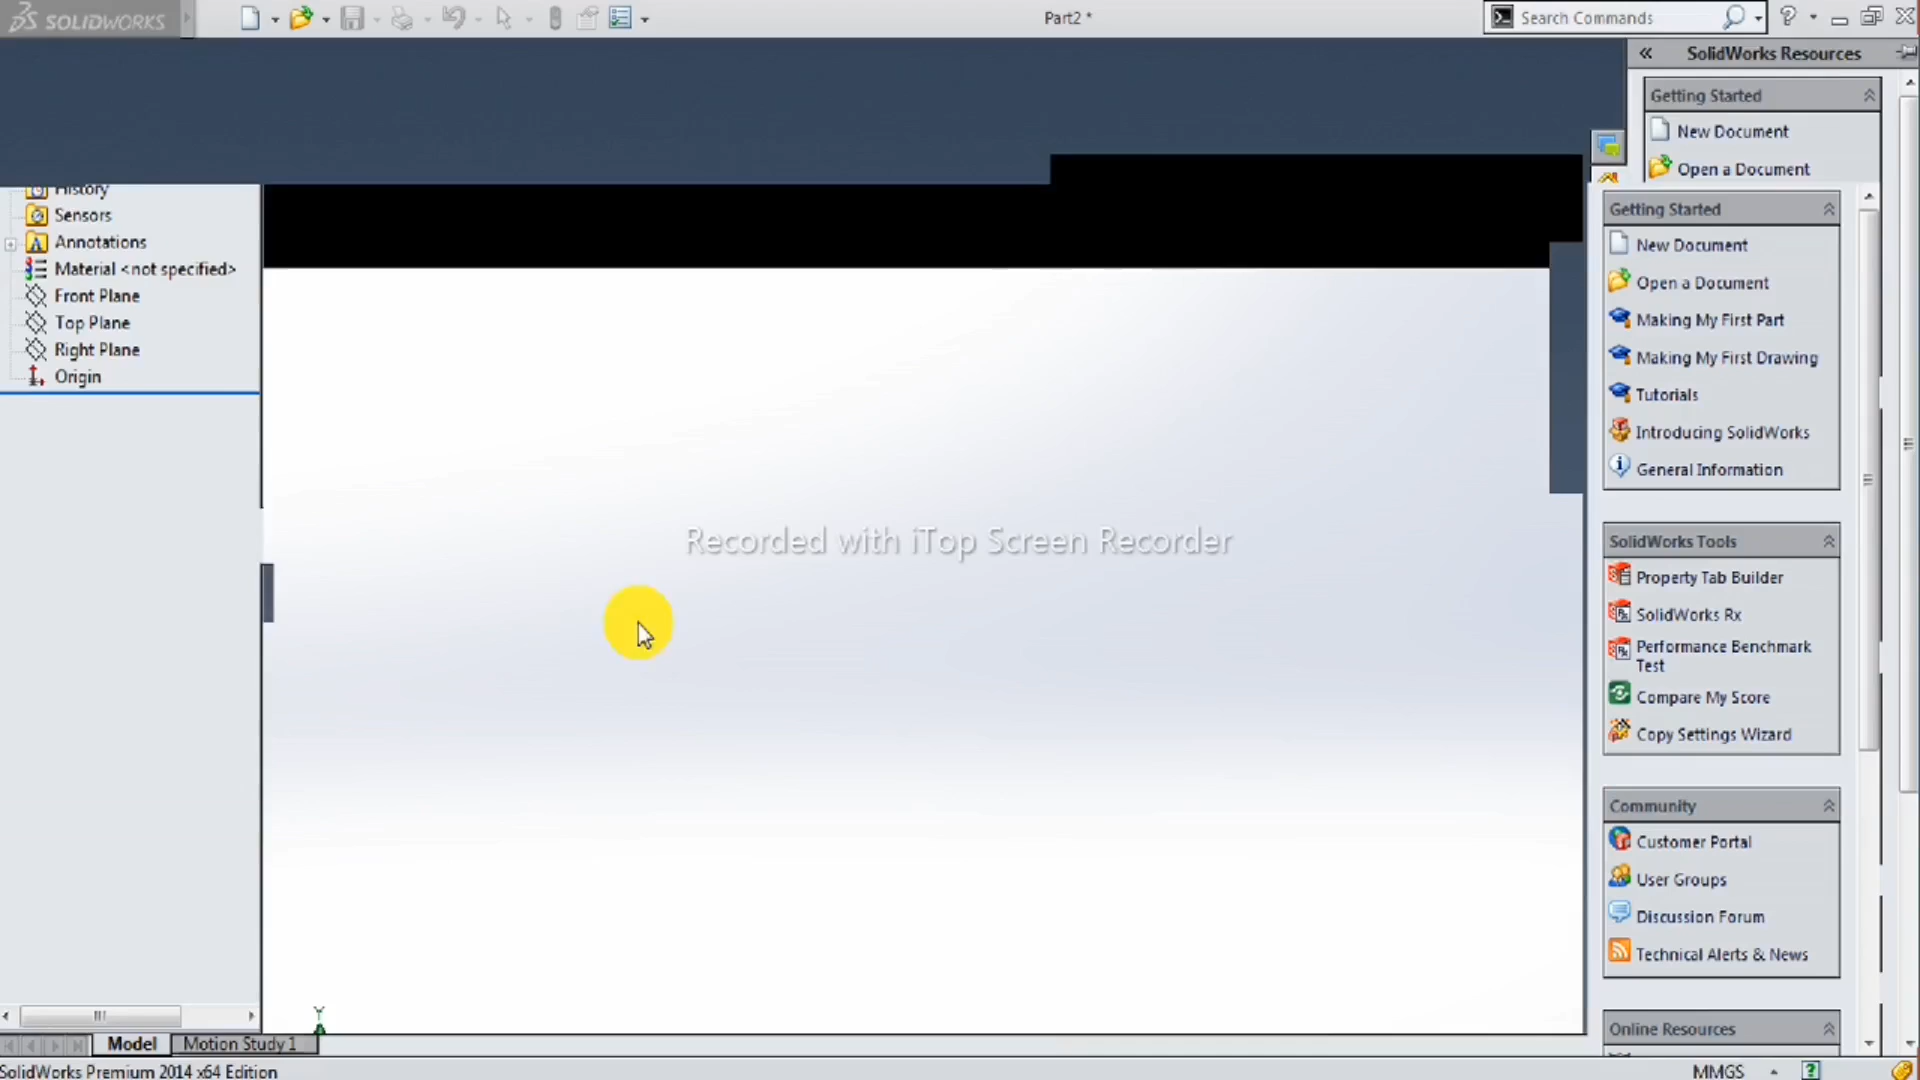 SOLIDWORKS
Part2 *
Search Commands
SolidWorks Resources
Getting Started
New Document
Open a Document
History
Sensors
Annotations
Material <not specified>
Front Plane
Top Plane
Right Plane
Origin
Getting Started
New Document
Open a Document
Making My First Part
Making My First Drawing
Tutorials
Introducing SolidWorks
General Information
Recorded with iTop Screen Recorder
SolidWorks Tools
Property Tab Builder
SolidWorks Rx
Performance Benchmark
Test
Compare My Score
Copy Settings Wizard
Community
Customer Portal
User Groups
Discussion Forum
Technical Alerts & News
Online Resources
Y
Model
Motion Study 1
SolidWorks Premium 2014 x64 Edition
MMGS